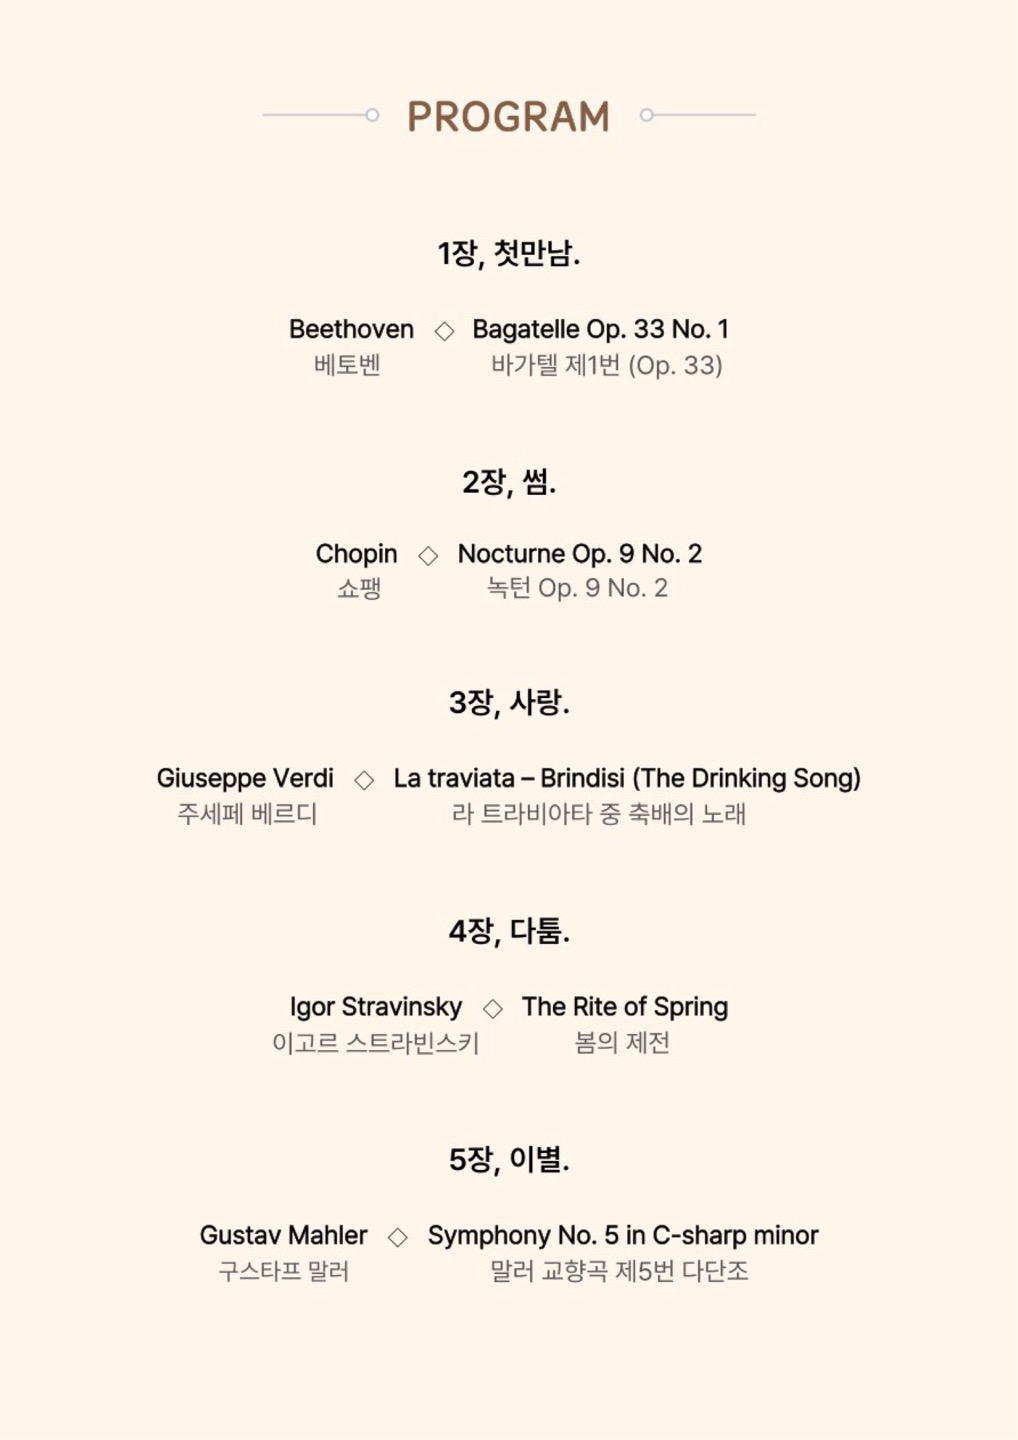 PROGRAM
1장, 첫만남.
Beethoven ◇ Bagatelle Op. 33 No. 1
베토벤 바가텔 제1번 (Op. 33)
2장, 썸.
Chopin ◇ Nocturne Op. 9 No. 2
쇼팽 녹턴 Op. 9 No. 2
3장, 사랑.
Giuseppe Verdi ◇ La traviata – Brindisi (The Drinking Song)
주세페 베르디 라 트라비아타 중 축배의 노래
4장, 다툼.
Igor Stravinsky ◇ The Rite of Spring
이고르 스트라빈스키 봄의 제전
5장, 이별.
Gustav Mahler ◇ Symphony No. 5 in C-sharp minor
구스타프 말러 말러 교향곡 제5번 다단조